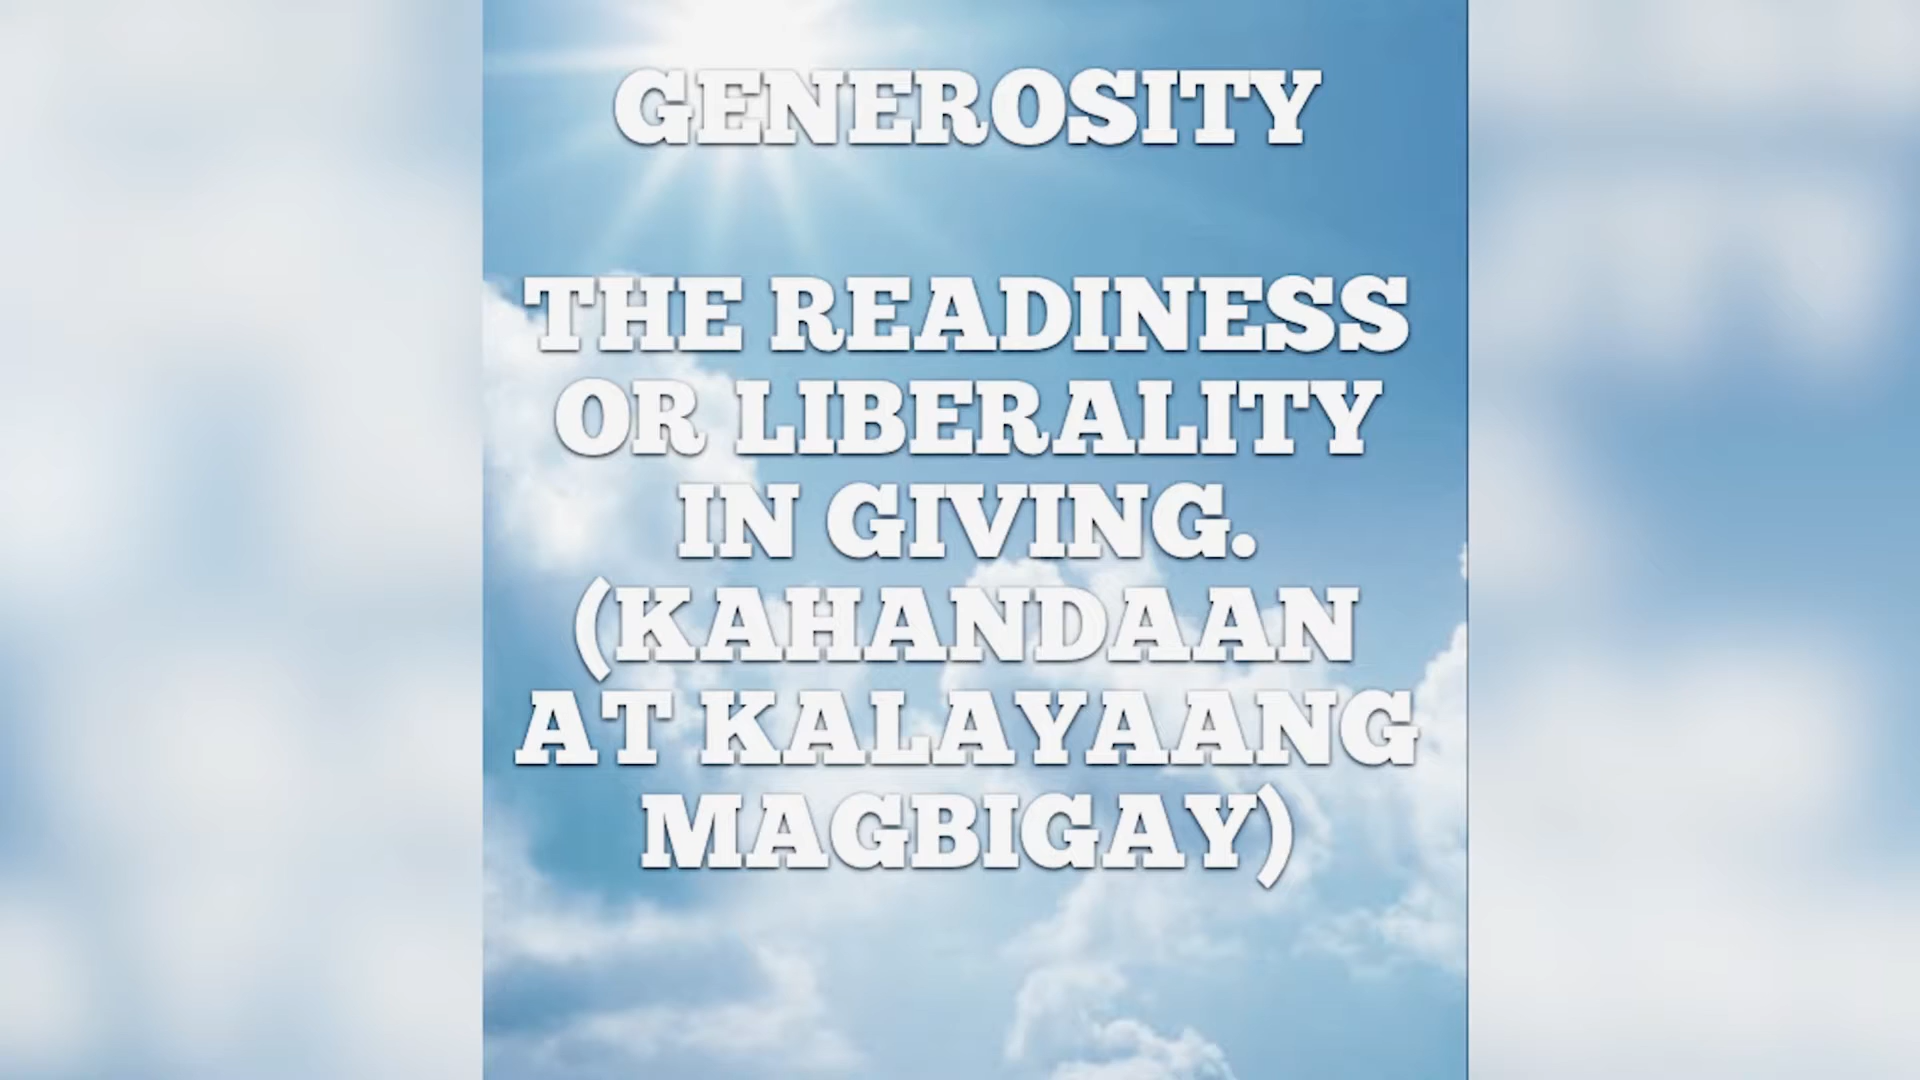 GENEROSITY
THE READINESS
OR LIBERALITY
IN GIVING.
(KAHANDAAN
AT KALAYAANG
MAGBIGAY)